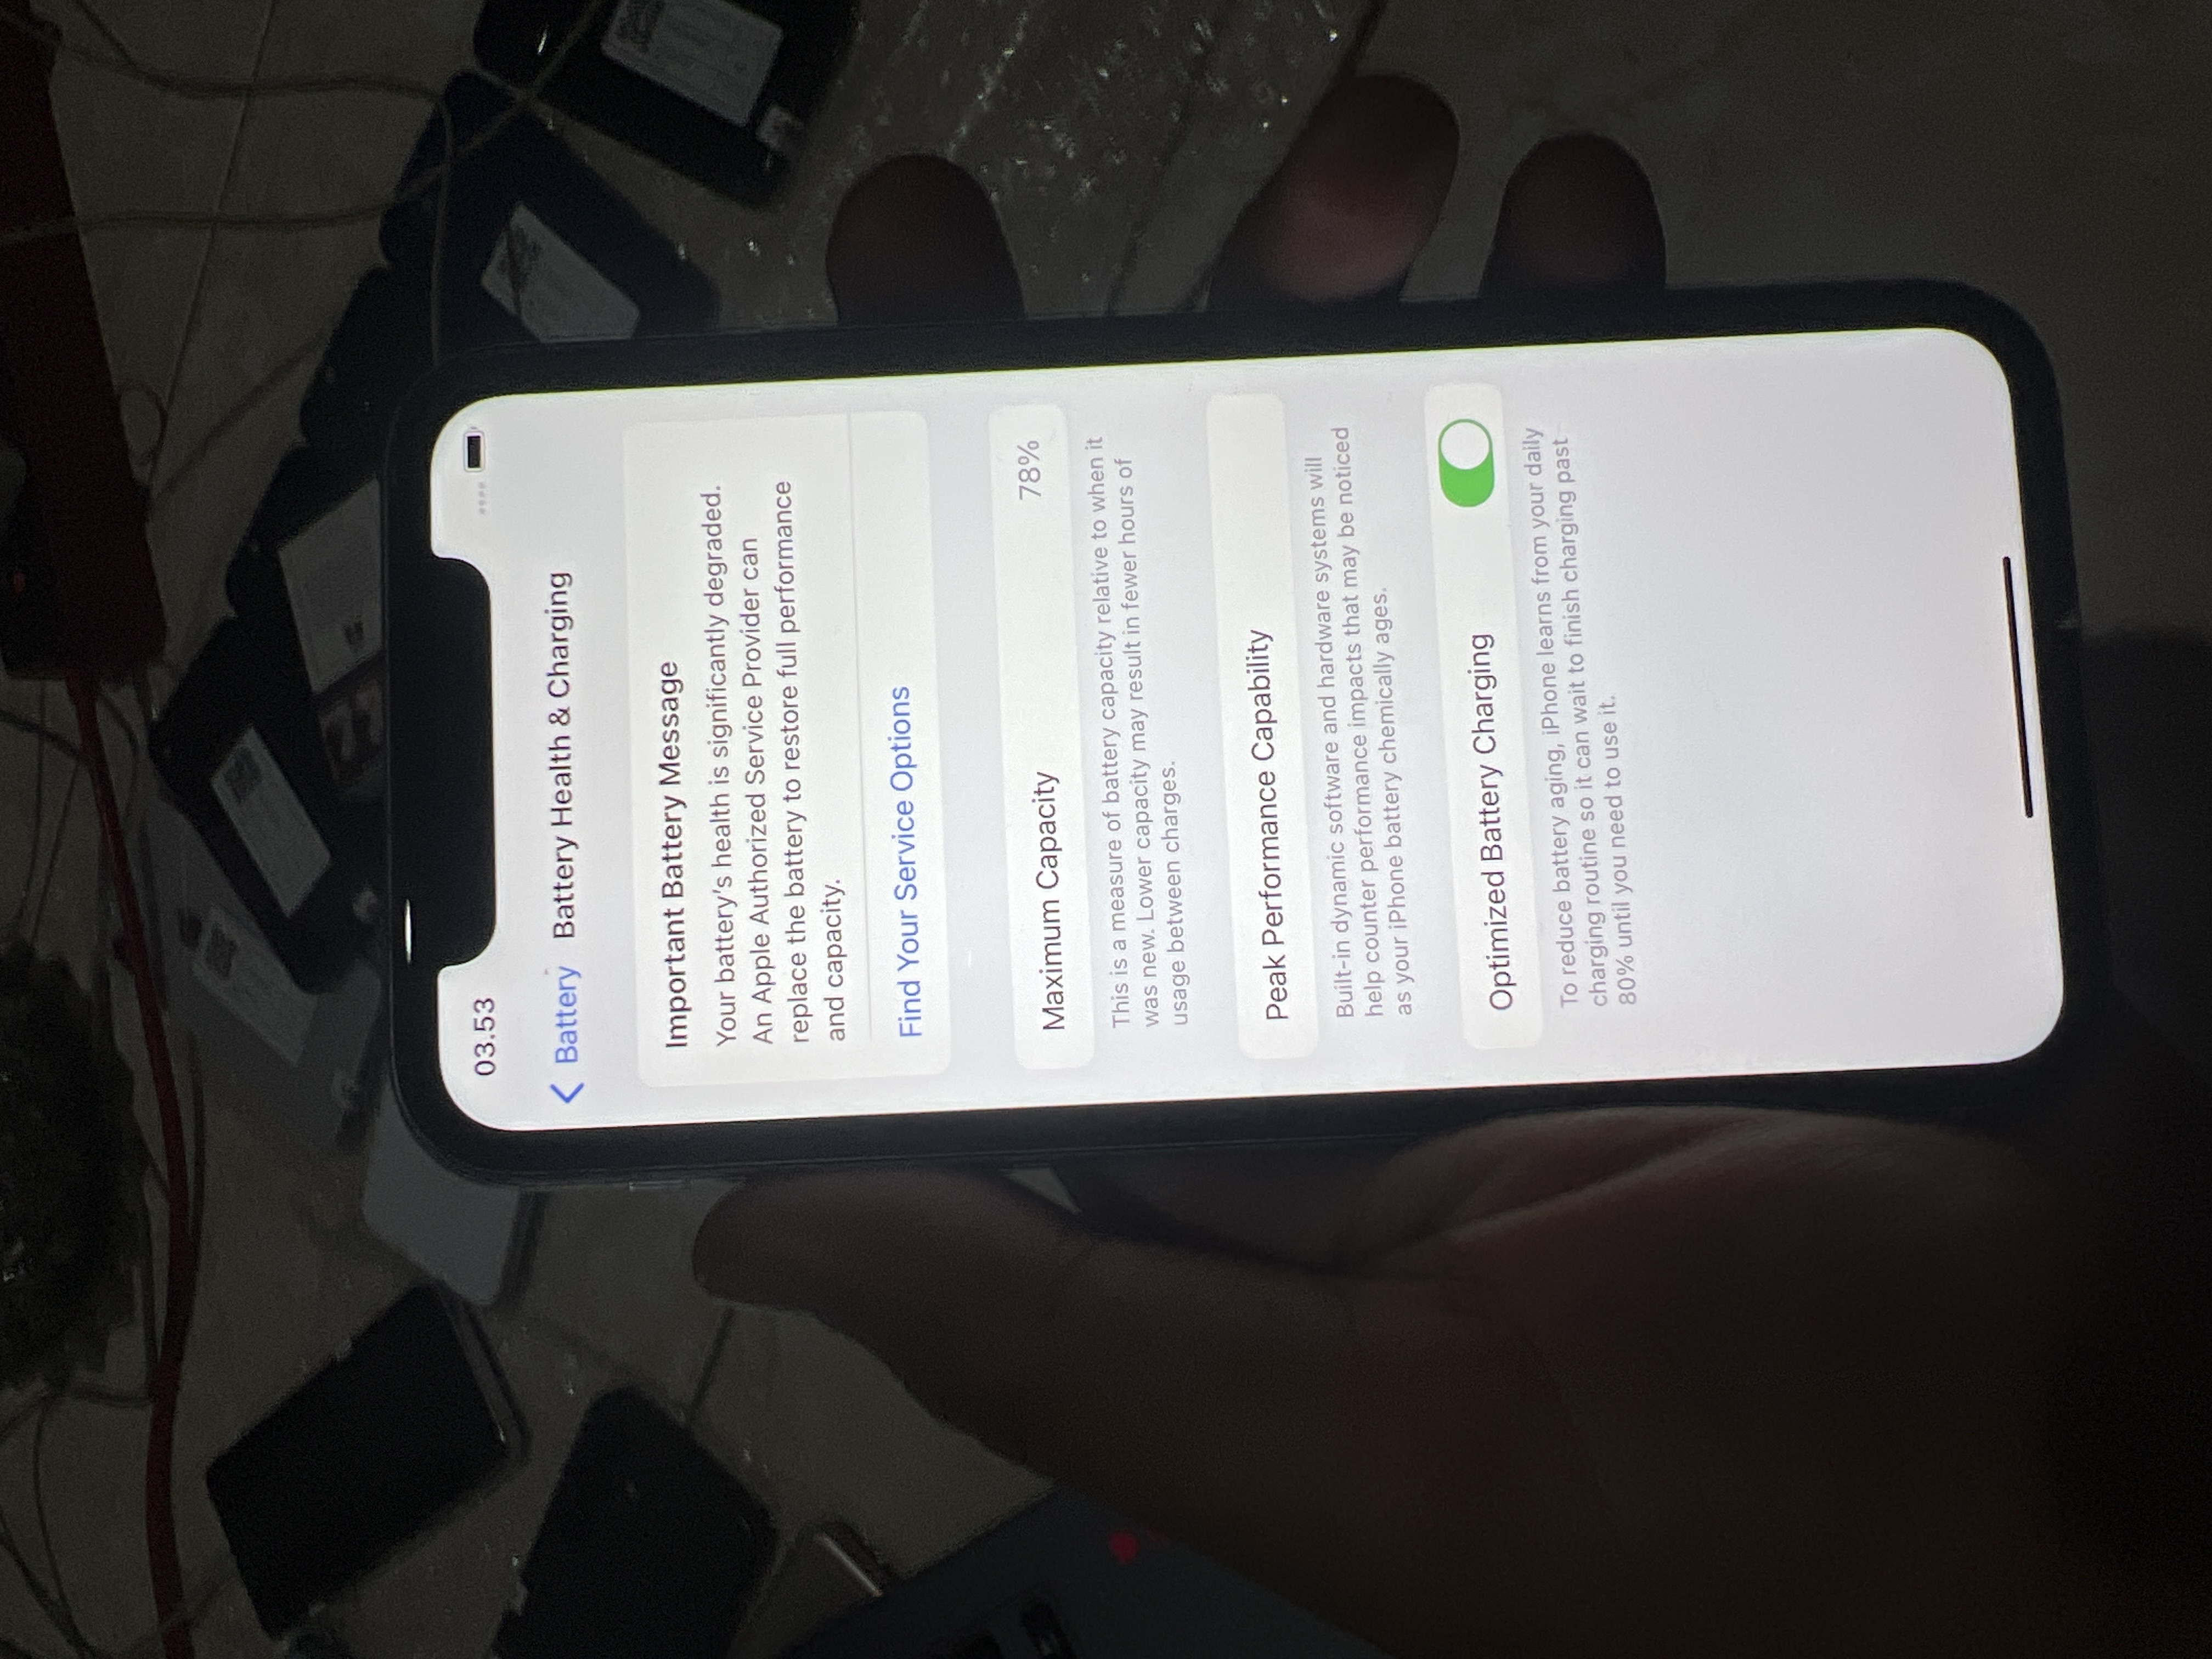 03.53
Battery Battery Health & Charging
Important Battery Message
Your battery's health is significantly degraded.
An Apple Authorized Service Provider can
replace the battery to restore full performance
and capacity.
Find Your Service Options
Maximum Capacity 78%
This is a measure of battery capacity relative to when it
was new. Lower capacity may result in fewer hours of
usage between charges.
Peak Performance Capability
Built-in dynamic software and hardware systems will
help counter performance impacts that may be noticed
as your iPhone battery chemically ages.
Optimized Battery Charging
To reduce battery aging, iPhone learns from your daily
charging routine so it can wait to finish charging past
80% until you need to use it.